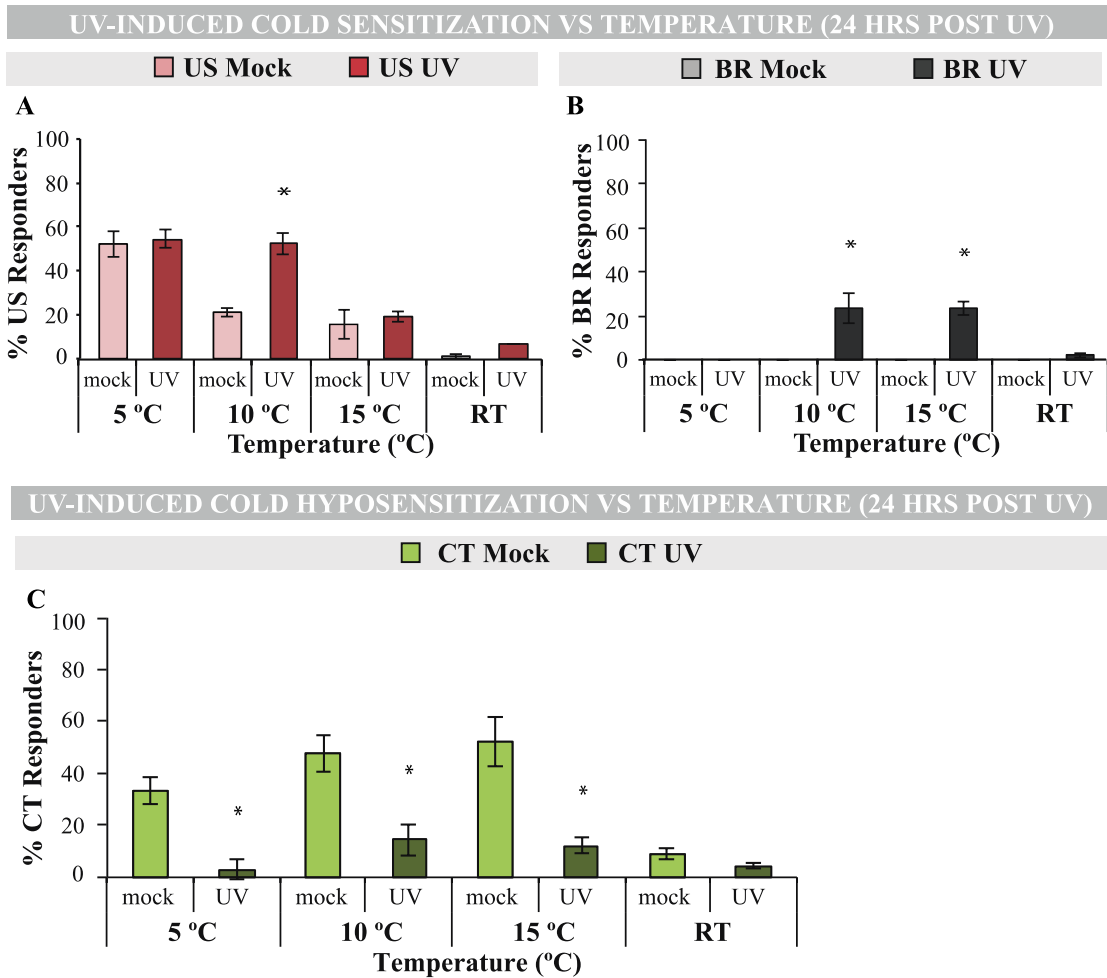 UV-INDUCED COLD SENSITIZATION VS TEMPERATURE (24 HRS POST UV)
US Mock US UV
BR Mock BR UV
A
% US Responders
100
80
60
40
20
0
*
mock UV mock UV mock UV mock UV
5 ºC 10 ºC 15 ºC RT
Temperature (ºC)
B
% BR Responders
100
80
60
40
20
0
* *
mock UV mock UV mock UV mock UV
5 ºC 10 ºC 15 ºC RT
Temperature (ºC)
UV-INDUCED COLD HYPOSENSITIZATION VS TEMPERATURE (24 HRS POST UV)
CT Mock CT UV
C
% CT Responders
100
80
60
40
20
0
* * *
mock UV mock UV mock UV mock UV
5 ºC 10 ºC 15 ºC RT
Temperature (ºC)